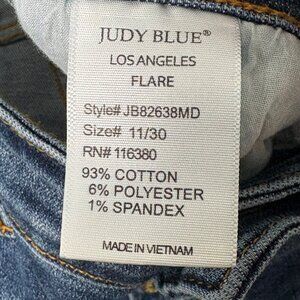 JUDY BLUE®
LOS ANGELES
FLARE
Style# JB82638MD
Size# 11/30
RN# 116380
93% COTTON
6% POLYESTER
1% SPANDEX
MADE IN VIETNAM